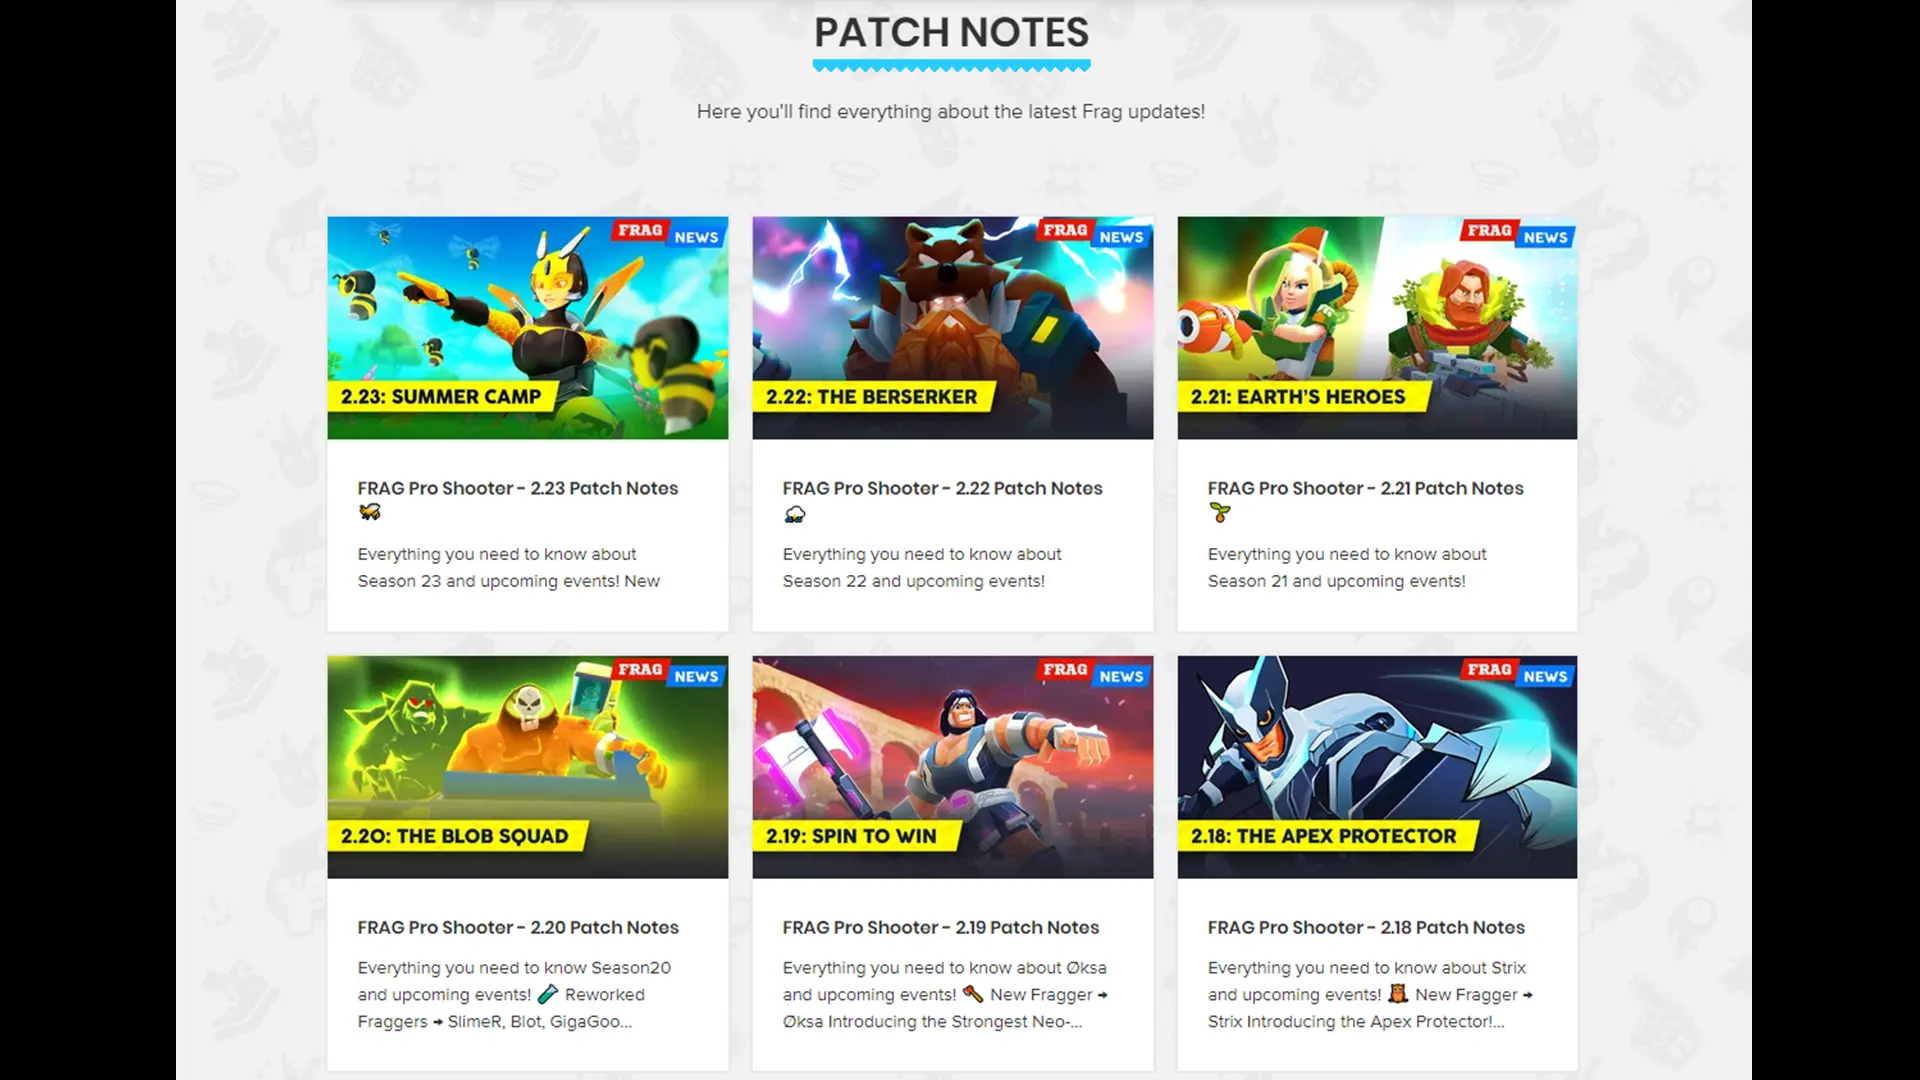 PATCH NOTES
Here you'll find everything about the latest Frag updates!
FRAG NEWS
2.23: SUMMER CAMP
FRAG Pro Shooter - 2.23 Patch Notes
🐝
Everything you need to know about
Season 23 and upcoming events! New
FRAG NEWS
2.22: THE BERSERKER
FRAG Pro Shooter - 2.22 Patch Notes
⛈️
Everything you need to know about
Season 22 and upcoming events!
FRAG NEWS
2.21: EARTH'S HEROES
FRAG Pro Shooter - 2.21 Patch Notes
🌱
Everything you need to know about
Season 21 and upcoming events!
FRAG NEWS
2.20: THE BLOB SQUAD
FRAG Pro Shooter - 2.20 Patch Notes
Everything you need to know Season20
and upcoming events! 🧪 Reworked
Fraggers → SlimeR, Blot, GigaGoo...
FRAG NEWS
2.19: SPIN TO WIN
FRAG Pro Shooter - 2.19 Patch Notes
Everything you need to know about Øksa
and upcoming events! 🪓 New Fragger →
Øksa Introducing the Strongest Neo-...
FRAG NEWS
2.18: THE APEX PROTECTOR
FRAG Pro Shooter - 2.18 Patch Notes
Everything you need to know about Strix
and upcoming events! 🦉 New Fragger →
Strix Introducing the Apex Protector!...